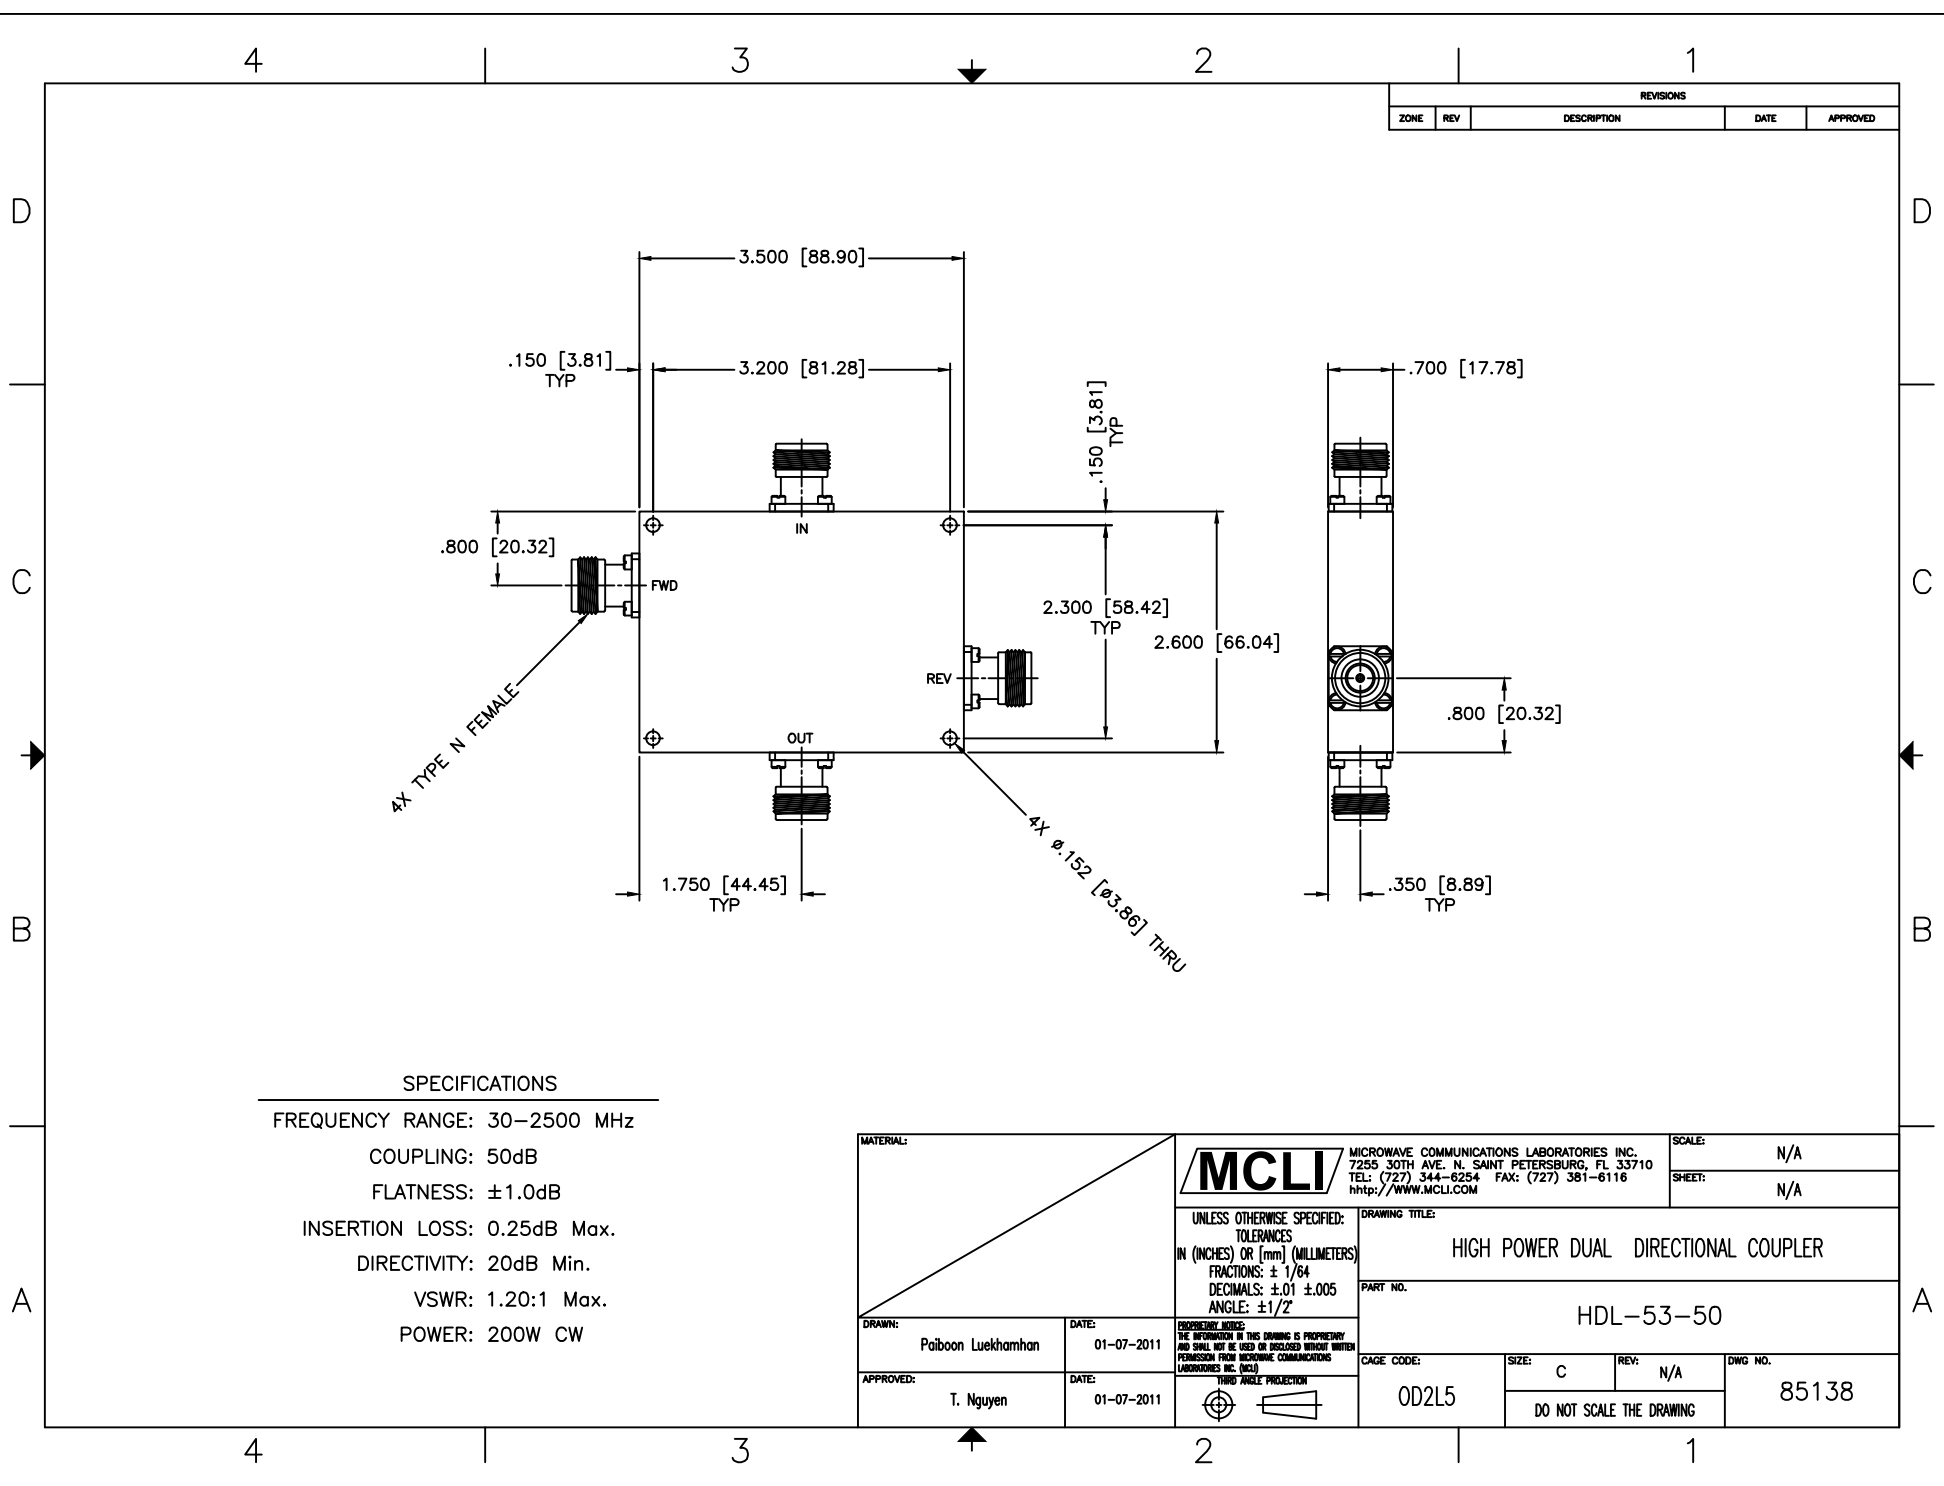 4 3 2 1
REVISIONS
ZONE REV DESCRIPTION DATE APPROVED
D D
3.500 [88.90]
.150 [3.81]
TYP
3.200 [81.28]
.150 [3.81]
TYP
.700 [17.78]
IN
.800 [20.32]
FWD
C C
2.300 [58.42]
TYP
2.600 [66.04]
REV
.800 [20.32]
OUT
4X TYPE N FEMALE
4X ø.152 [ø3.86] THRU
1.750 [44.45]
TYP
.350 [8.89]
TYP
B B
SPECIFICATIONS
FREQUENCY RANGE: 30-2500 MHz
COUPLING: 50dB
FLATNESS: ±1.0dB
INSERTION LOSS: 0.25dB Max.
DIRECTIVITY: 20dB Min.
VSWR: 1.20:1 Max.
POWER: 200W CW
A A
MATERIAL:
MCLI
MICROWAVE COMMUNICATIONS LABORATORIES INC.
7255 30TH AVE. N. SAINT PETERSBURG, FL 33710
TEL: (727) 344-6254 FAX: (727) 381-6116
hhtp://WWW.MCLI.COM
SCALE: N/A
SHEET: N/A
UNLESS OTHERWISE SPECIFIED:
TOLERANCES
IN (INCHES) OR [mm] (MILLIMETERS)
FRACTIONS: ± 1/64
DECIMALS: ±.01 ±.005
ANGLE: ±1/2°
DRAWING TITLE:
HIGH POWER DUAL DIRECTIONAL COUPLER
PART NO.
HDL-53-50
DRAWN:
Paiboon Luekhamhan
DATE:
01-07-2011
PROPRIETARY NOTICE:
THE INFORMATION IN THIS DRAWING IS PROPRIETARY
AND SHALL NOT BE USED OR DISCLOSED WITHOUT WRITTEN
PERMISSION FROM MICROWAVE COMMUNICATIONS
LABORATORIES INC. (MCLI)
APPROVED:
T. Nguyen
DATE:
01-07-2011
THIRD ANGLE PROJECTION
CAGE CODE:
0D2L5
SIZE: C
REV: N/A
DO NOT SCALE THE DRAWING
DWG NO.
85138
4 3 2 1